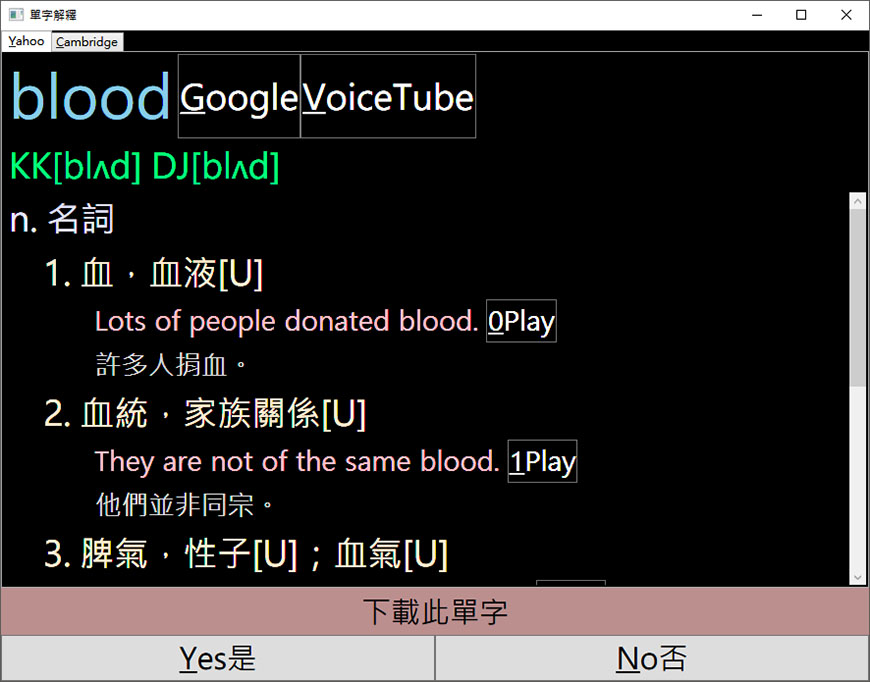 單字解釋
Yahoo Cambridge
blood Google VoiceTube
KK[blʌd] DJ[blʌd]
n. 名詞
1. 血，血液[U]
Lots of people donated blood. 0Play
許多人捐血。
2. 血統，家族關係[U]
They are not of the same blood. 1Play
他們並非同宗。
3. 脾氣，性子[U]；血氣[U]
下載此單字
Yes是 No否